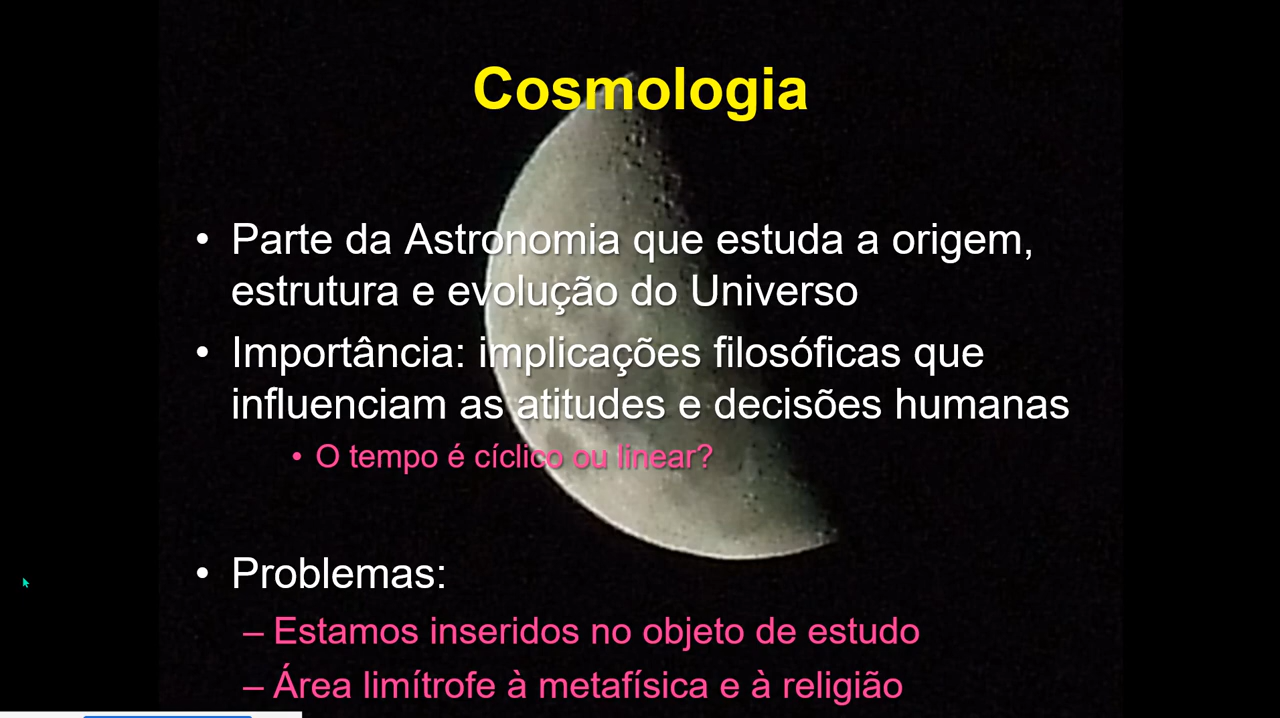 Cosmologia
• Parte da Astronomia que estuda a origem,
estrutura e evolução do Universo
• Importância: implicações filosóficas que
influenciam as atitudes e decisões humanas
• O tempo é cíclico ou linear?
• Problemas:
– Estamos inseridos no objeto de estudo
– Área limítrofe à metafísica e à religião